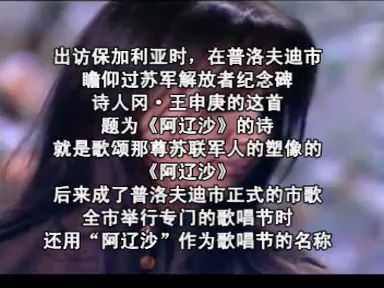 出访保加利亚时，在普洛夫迪市
瞻仰过苏军解放者纪念碑
诗人冈·王申庚的这首
题为《阿辽沙》的诗
就是歌颂那尊苏联军人的塑像的
《阿辽沙》
后来成了普洛夫迪市正式的市歌
全市举行专门的歌唱节时
还用“阿辽沙”作为歌唱节的名称